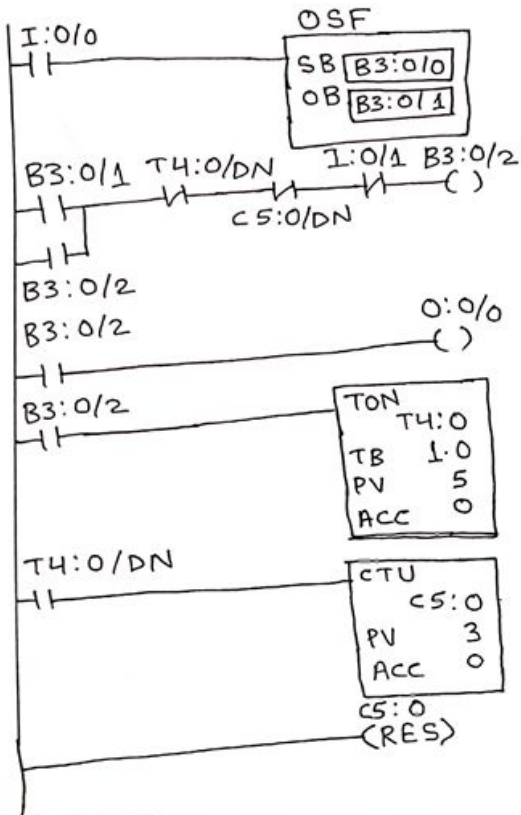 I:0/0
OSF
SB B3:0/0
OB B3:0/1
B3:0/1 T4:0/DN C5:0/DN I:0/1 B3:0/2
( )
B3:0/2
B3:0/2
O:0/0
( )
B3:0/2
TON
T4:0
TB 1.0
PV 5
ACC 0
T4:0/DN
CTU
C5:0
PV 3
ACC 0
C5:0
(RES)